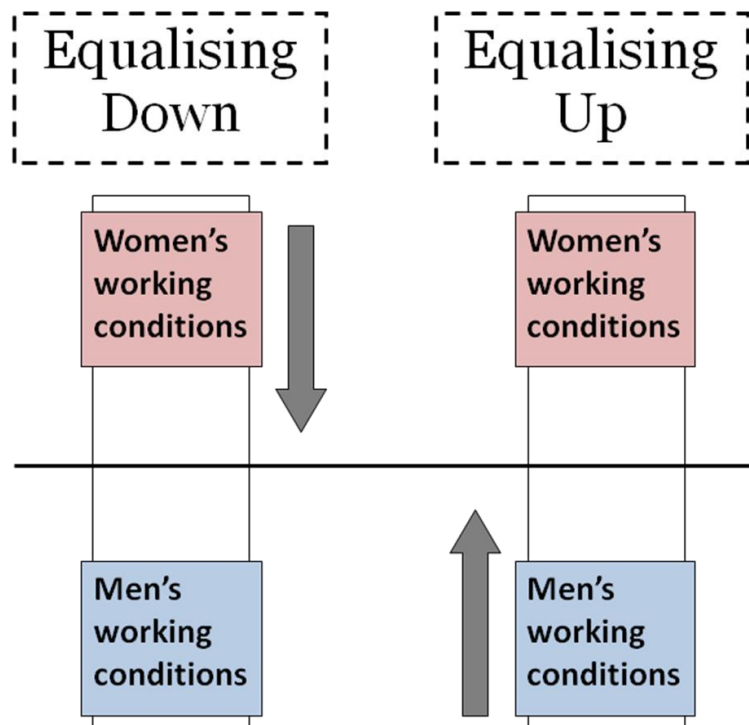 Equalising
Down
Equalising
Up
Women’s
working
conditions
Women’s
working
conditions
Men’s
working
conditions
Men’s
working
conditions